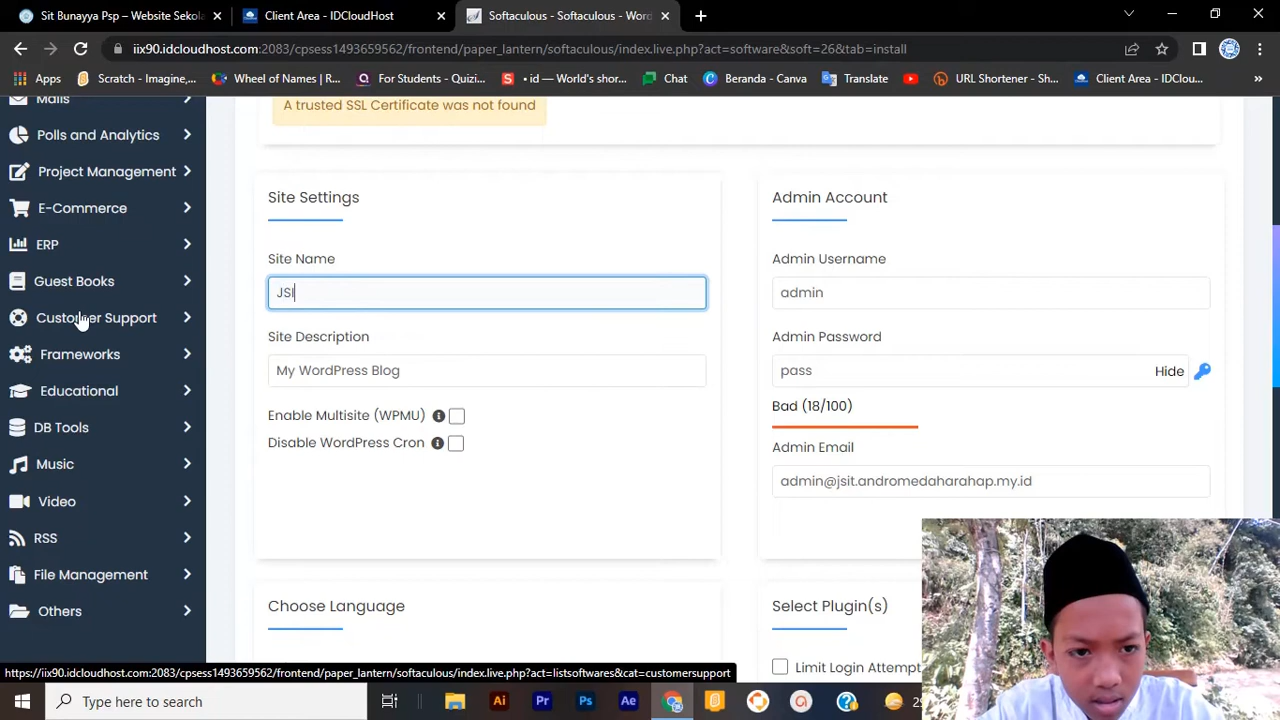 Sit Bunayya Psp - Website Sekola
Client Area - IDCloudHost
Softaculous - Softaculous - Wor
iix90.idcloudhost.com:2083/cpsess1493659562/frontend/paper_lantern/softaculous/index.live.php?act=software&soft=26&tab=install
Apps
Scratch - Imagine,...
Wheel of Names | R...
For Students - Quizi...
• id — World's shor...
Chat
Beranda - Canva
Translate
URL Shortener - Sh...
Client Area - IDClou...
Mails
Polls and Analytics
Project Management
E-Commerce
ERP
Guest Books
Customer Support
Frameworks
Educational
DB Tools
Music
Video
RSS
File Management
Others
A trusted SSL Certificate was not found
Site Settings
Site Name
JSI
Site Description
My WordPress Blog
Enable Multisite (WPMU)
Disable WordPress Cron
Admin Account
Admin Username
admin
Admin Password
pass
Hide
Bad (18/100)
Admin Email
admin@jsit.andromedaharahap.my.id
Choose Language
Select Plugin(s)
Limit Login Attempt
https://iix90.idcloudhost.com:2083/cpsess1493659562/frontend/paper_lantern/softaculous/index.live.php?act=listsoftwares&cat=customersupport
Type here to search